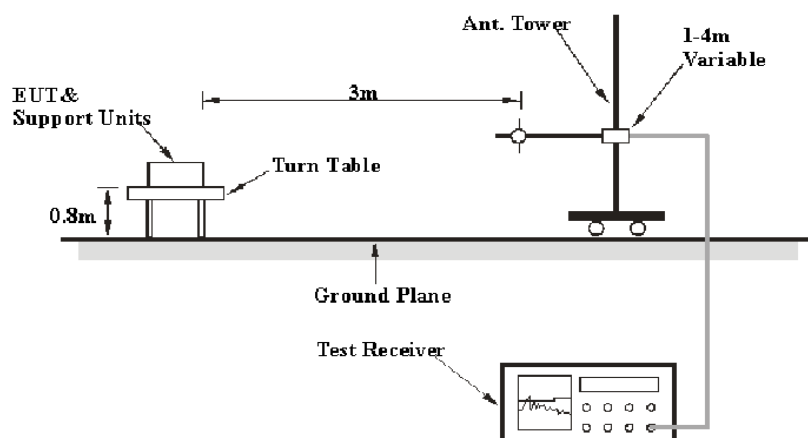 Ant. Tower
1-4m
Variable
3m
EUT&
Support Units
Turn Table
0.8m
Ground Plane
Test Receiver